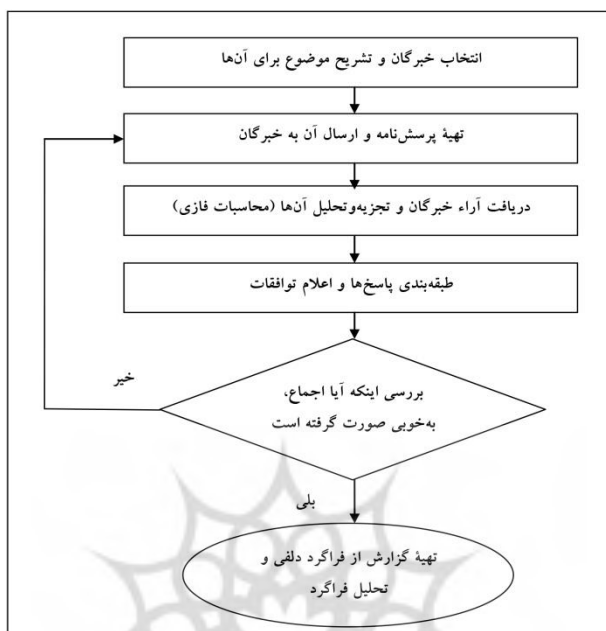 انتخاب خبرگان و تشریح موضوع برای آن‌ها
تهیۀ پرسش‌نامه و ارسال آن به خبرگان
دریافت آراء خبرگان و تجزیه‌وتحلیل آن‌ها (محاسبات فازی)
طبقه‌بندی پاسخ‌ها و اعلام توافقات
خیر
بررسی اینکه آیا اجماع،
به‌خوبی صورت گرفته است
بلی
تهیۀ گزارش از فراگرد دلفی و
تحلیل فراگرد